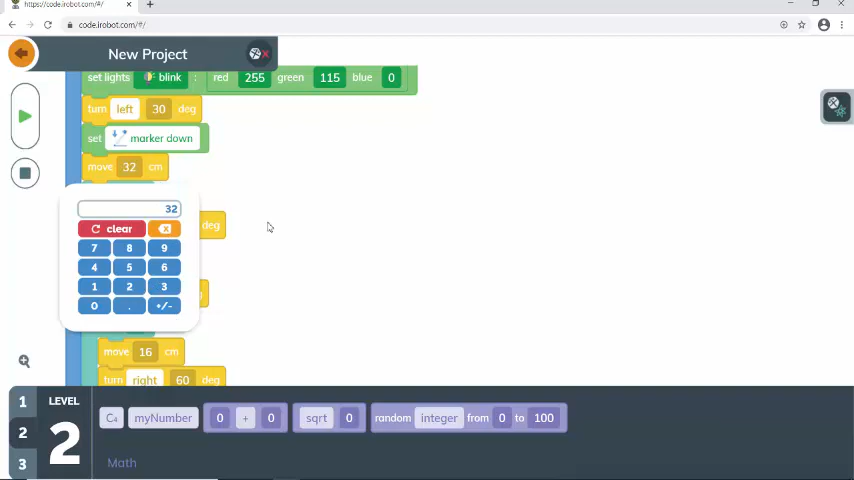 https://code.irobot.com/#/
code.irobot.com/#/
New Project
set lights blink : red 255 green 115 blue 0
turn left 30 deg
set marker down
move 32 cm
32
deg
clear
7 8 9
4 5 6
1 2 3
0 . +/-
move 16 cm
turn right 60 deg
1
2
3
LEVEL
2
C₄ myNumber 0 + 0 sqrt 0 random integer from 0 to 100
Math